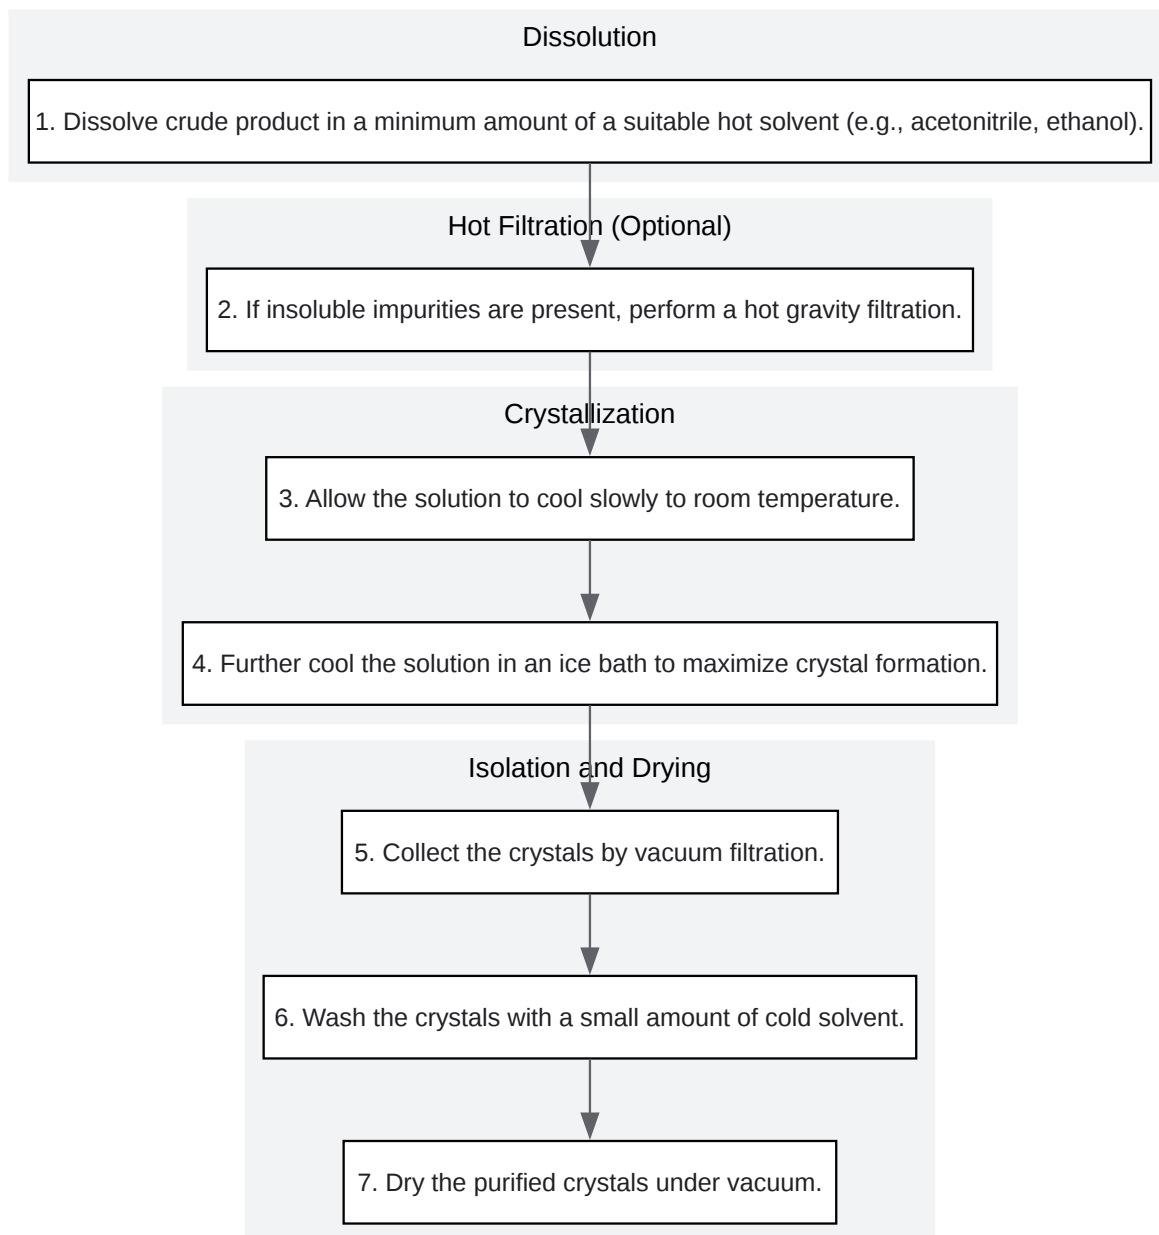 Dissolution
1. Dissolve crude product in a minimum amount of a suitable hot solvent (e.g., acetonitrile, ethanol).
Hot Filtration (Optional)
2. If insoluble impurities are present, perform a hot gravity filtration.
Crystallization
3. Allow the solution to cool slowly to room temperature.
4. Further cool the solution in an ice bath to maximize crystal formation.
Isolation and Drying
5. Collect the crystals by vacuum filtration.
6. Wash the crystals with a small amount of cold solvent.
7. Dry the purified crystals under vacuum.